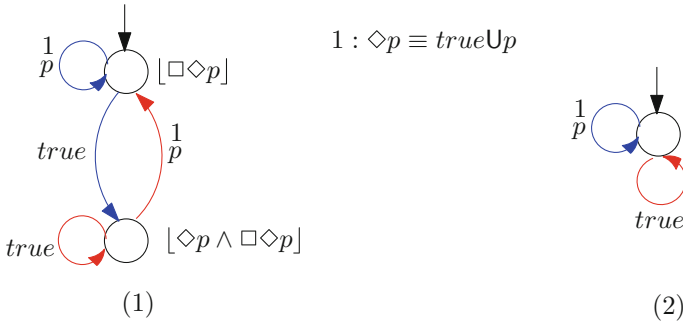 1
p
⌊□◇p⌋
1 : ◇p ≡ trueUp
true
1
p
1
p
true
⌊◇p ∧ □◇p⌋
true
(1)
(2)